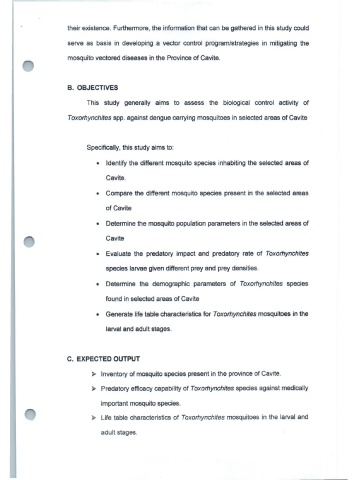 their existence. Furthermore, the information that can be gathered in this study could
serve as basis in developing a vector control program/strategies in mitigating the
mosquito vectored diseases in the Province of Cavite.
B. OBJECTIVES
This study generally aims to assess the biological control activity of
Toxorhynchites spp. against dengue carrying mosquitoes in selected areas of Cavite
Specifically, this study aims to:
• Identify the different mosquito species inhabiting the selected areas of
Cavite.
• Compare the different mosquito species present in the selected areas
of Cavite
• Determine the mosquito population parameters in the selected areas of
Cavite
• Evaluate the predatory impact and predatory rate of Toxorhynchites
species larvae given different prey and prey densities.
• Determine the demographic parameters of Toxorhynchites species
found in selected areas of Cavite
• Generate life table characteristics for Toxorhynchites mosquitoes in the
larval and adult stages.
C. EXPECTED OUTPUT
➢ Inventory of mosquito species present in the province of Cavite.
➢ Predatory efficacy capability of Toxorhynchites species against medically
important mosquito species.
➢ Life table characteristics of Toxorhynchites mosquitoes in the larval and
adult stages.